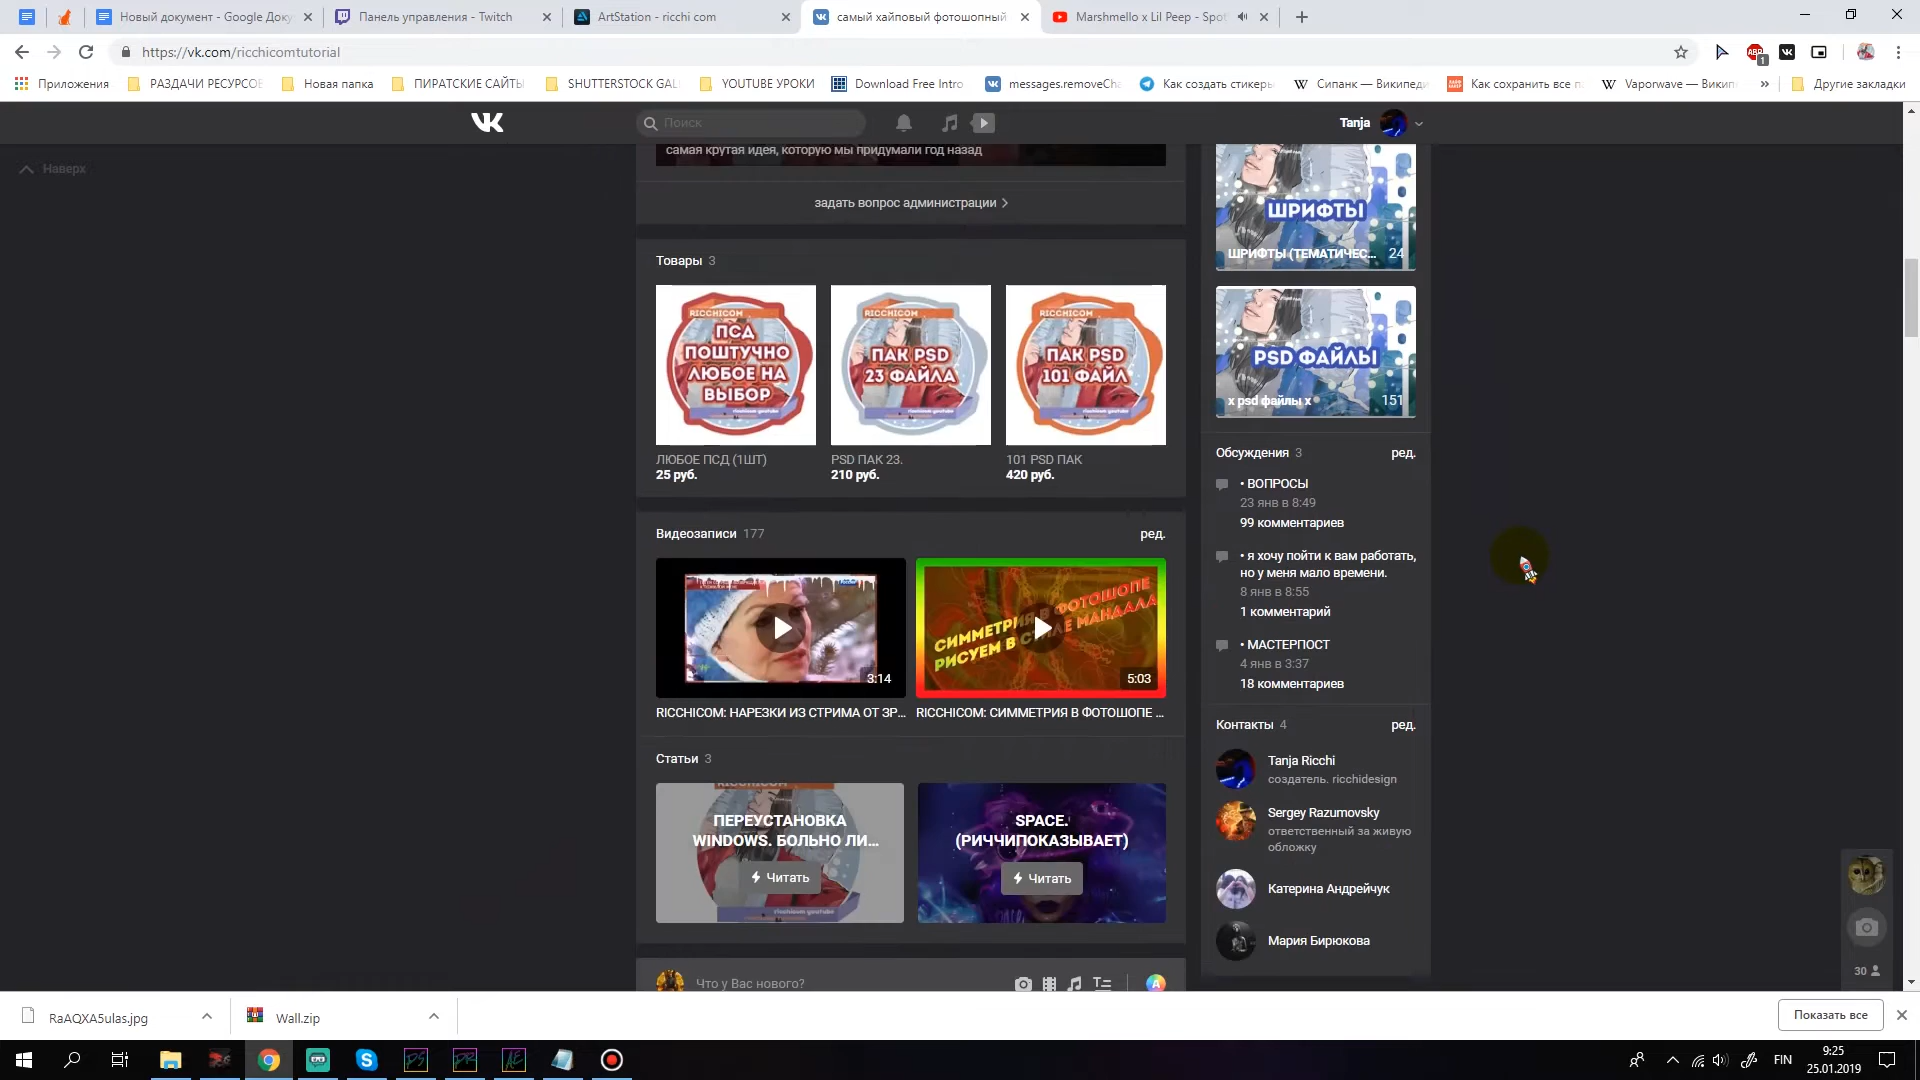 Новый документ - Google Доку
Панель управления - Twitch
ArtStation - ricchi com
самый хайповый фотошопный
Marshmello x Lil Peep - Spot
https://vk.com/ricchicomtutorial
Приложения
РАЗДАЧИ РЕСУРСОВ
Новая папка
ПИРАТСКИЕ САЙТЫ
SHUTTERSTOCK GAL
YOUTUBE УРОКИ
Download Free Intro
messages.removeCha
Как создать стикеры
Сипанк — Википеди
Как сохранить все п
Vaporwave — Викип
»
Другие закладки
Поиск
Tanja
Наверх
самая крутая идея, которую мы придумали год назад
задать вопрос администрации
Товары 3
RICCHICOM
ПСД
ПОШТУЧНО
ЛЮБОЕ НА
ВЫБОР
RICCHICOM
ПАК PSD
23 ФАЙЛА
RICCHICOM
ПАК PSD
101 ФАЙЛ
ЛЮБОЕ ПСД (1ШТ)
25 руб.
PSD ПАК 23.
210 руб.
101 PSD ПАК
420 руб.
Видеозаписи 177
ред.
3:14
СИММЕТРИЯ В ФОТОШОПЕ
РИСУЕМ В СТИЛЕ МАНДАЛА
5:03
RICCHICOM: НАРЕЗКИ ИЗ СТРИМА ОТ ЗР...
RICCHICOM: СИММЕТРИЯ В ФОТОШОПЕ ...
Статьи 3
ПЕРЕУСТАНОВКА
WINDOWS. БОЛЬНО ЛИ...
Читать
ricchicom youtube
SPACE.
(РИЧЧИПОКАЗЫВАЕТ)
Читать
Что у Вас нового?
ШРИФТЫ
ШРИФТЫ (ТЕМАТИЧЕС... 24
PSD ФАЙЛЫ
x psd файлы x 151
Обсуждения 3
ред.
• ВОПРОСЫ
23 янв в 8:49
99 комментариев
• я хочу пойти к вам работать,
но у меня мало времени.
8 янв в 8:55
1 комментарий
• МАСТЕРПОСТ
4 янв в 3:37
18 комментариев
Контакты 4
ред.
Tanja Ricchi
создатель. ricchidesign
Sergey Razumovsky
ответственный за живую
обложку
Катерина Андрейчук
Мария Бирюкова
30
RaAQXA5ulas.jpg
Wall.zip
Показать все
FIN
9:25
25.01.2019